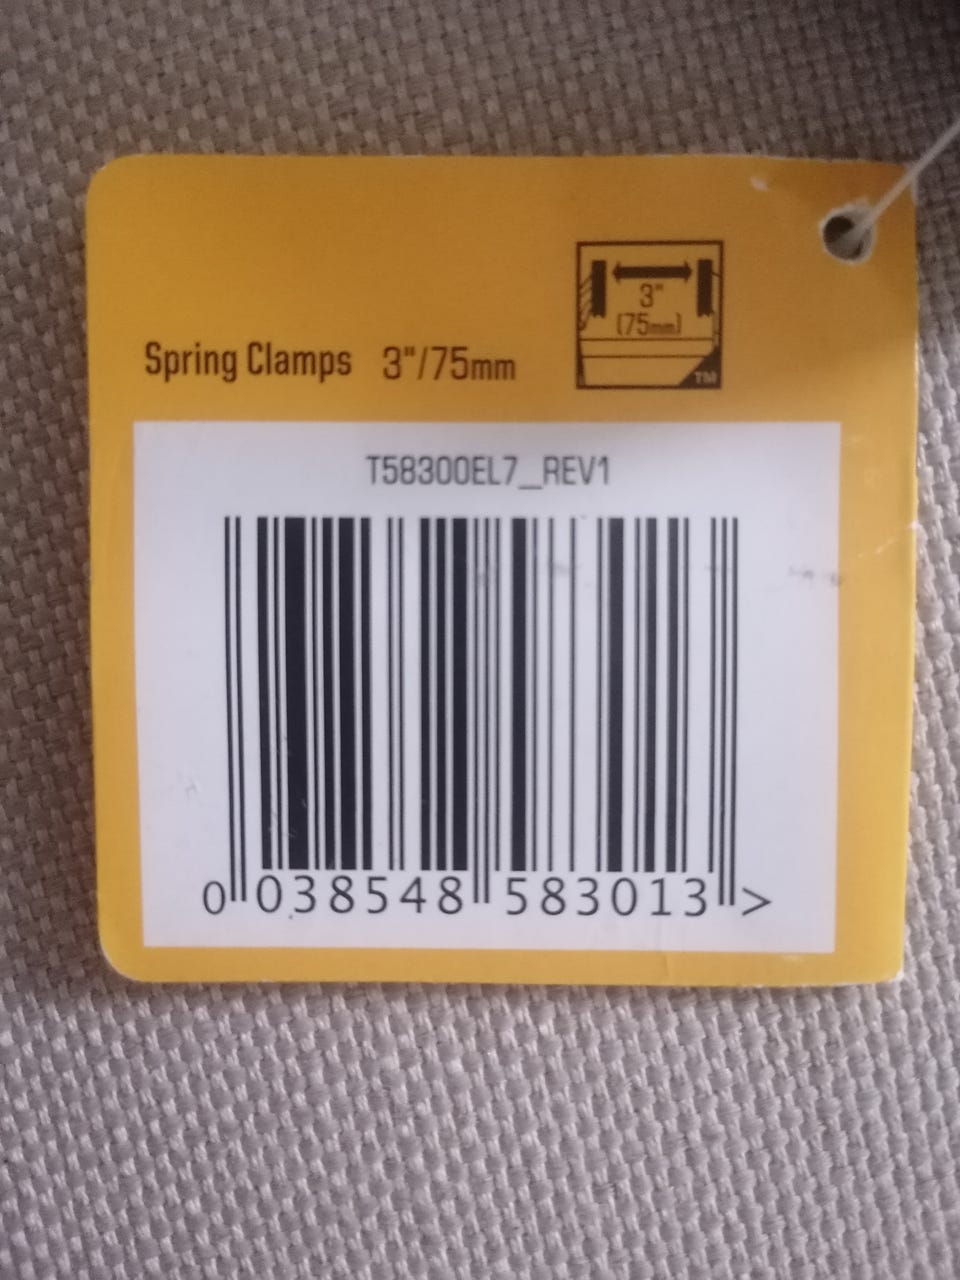 3"
(75mm)
TM
Spring Clamps 3"/75mm
T58300EL7_REV1
0 038548 583013 >